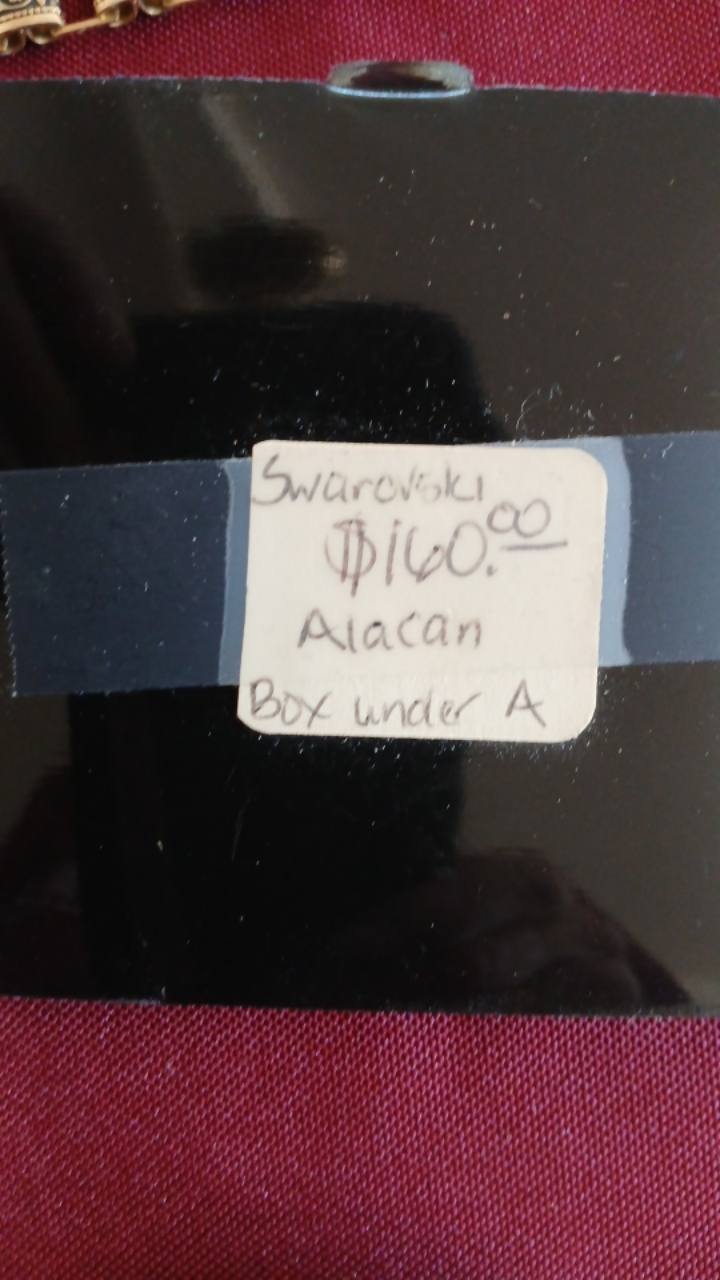 Swarovski
$160.00
Alacan
Box under A